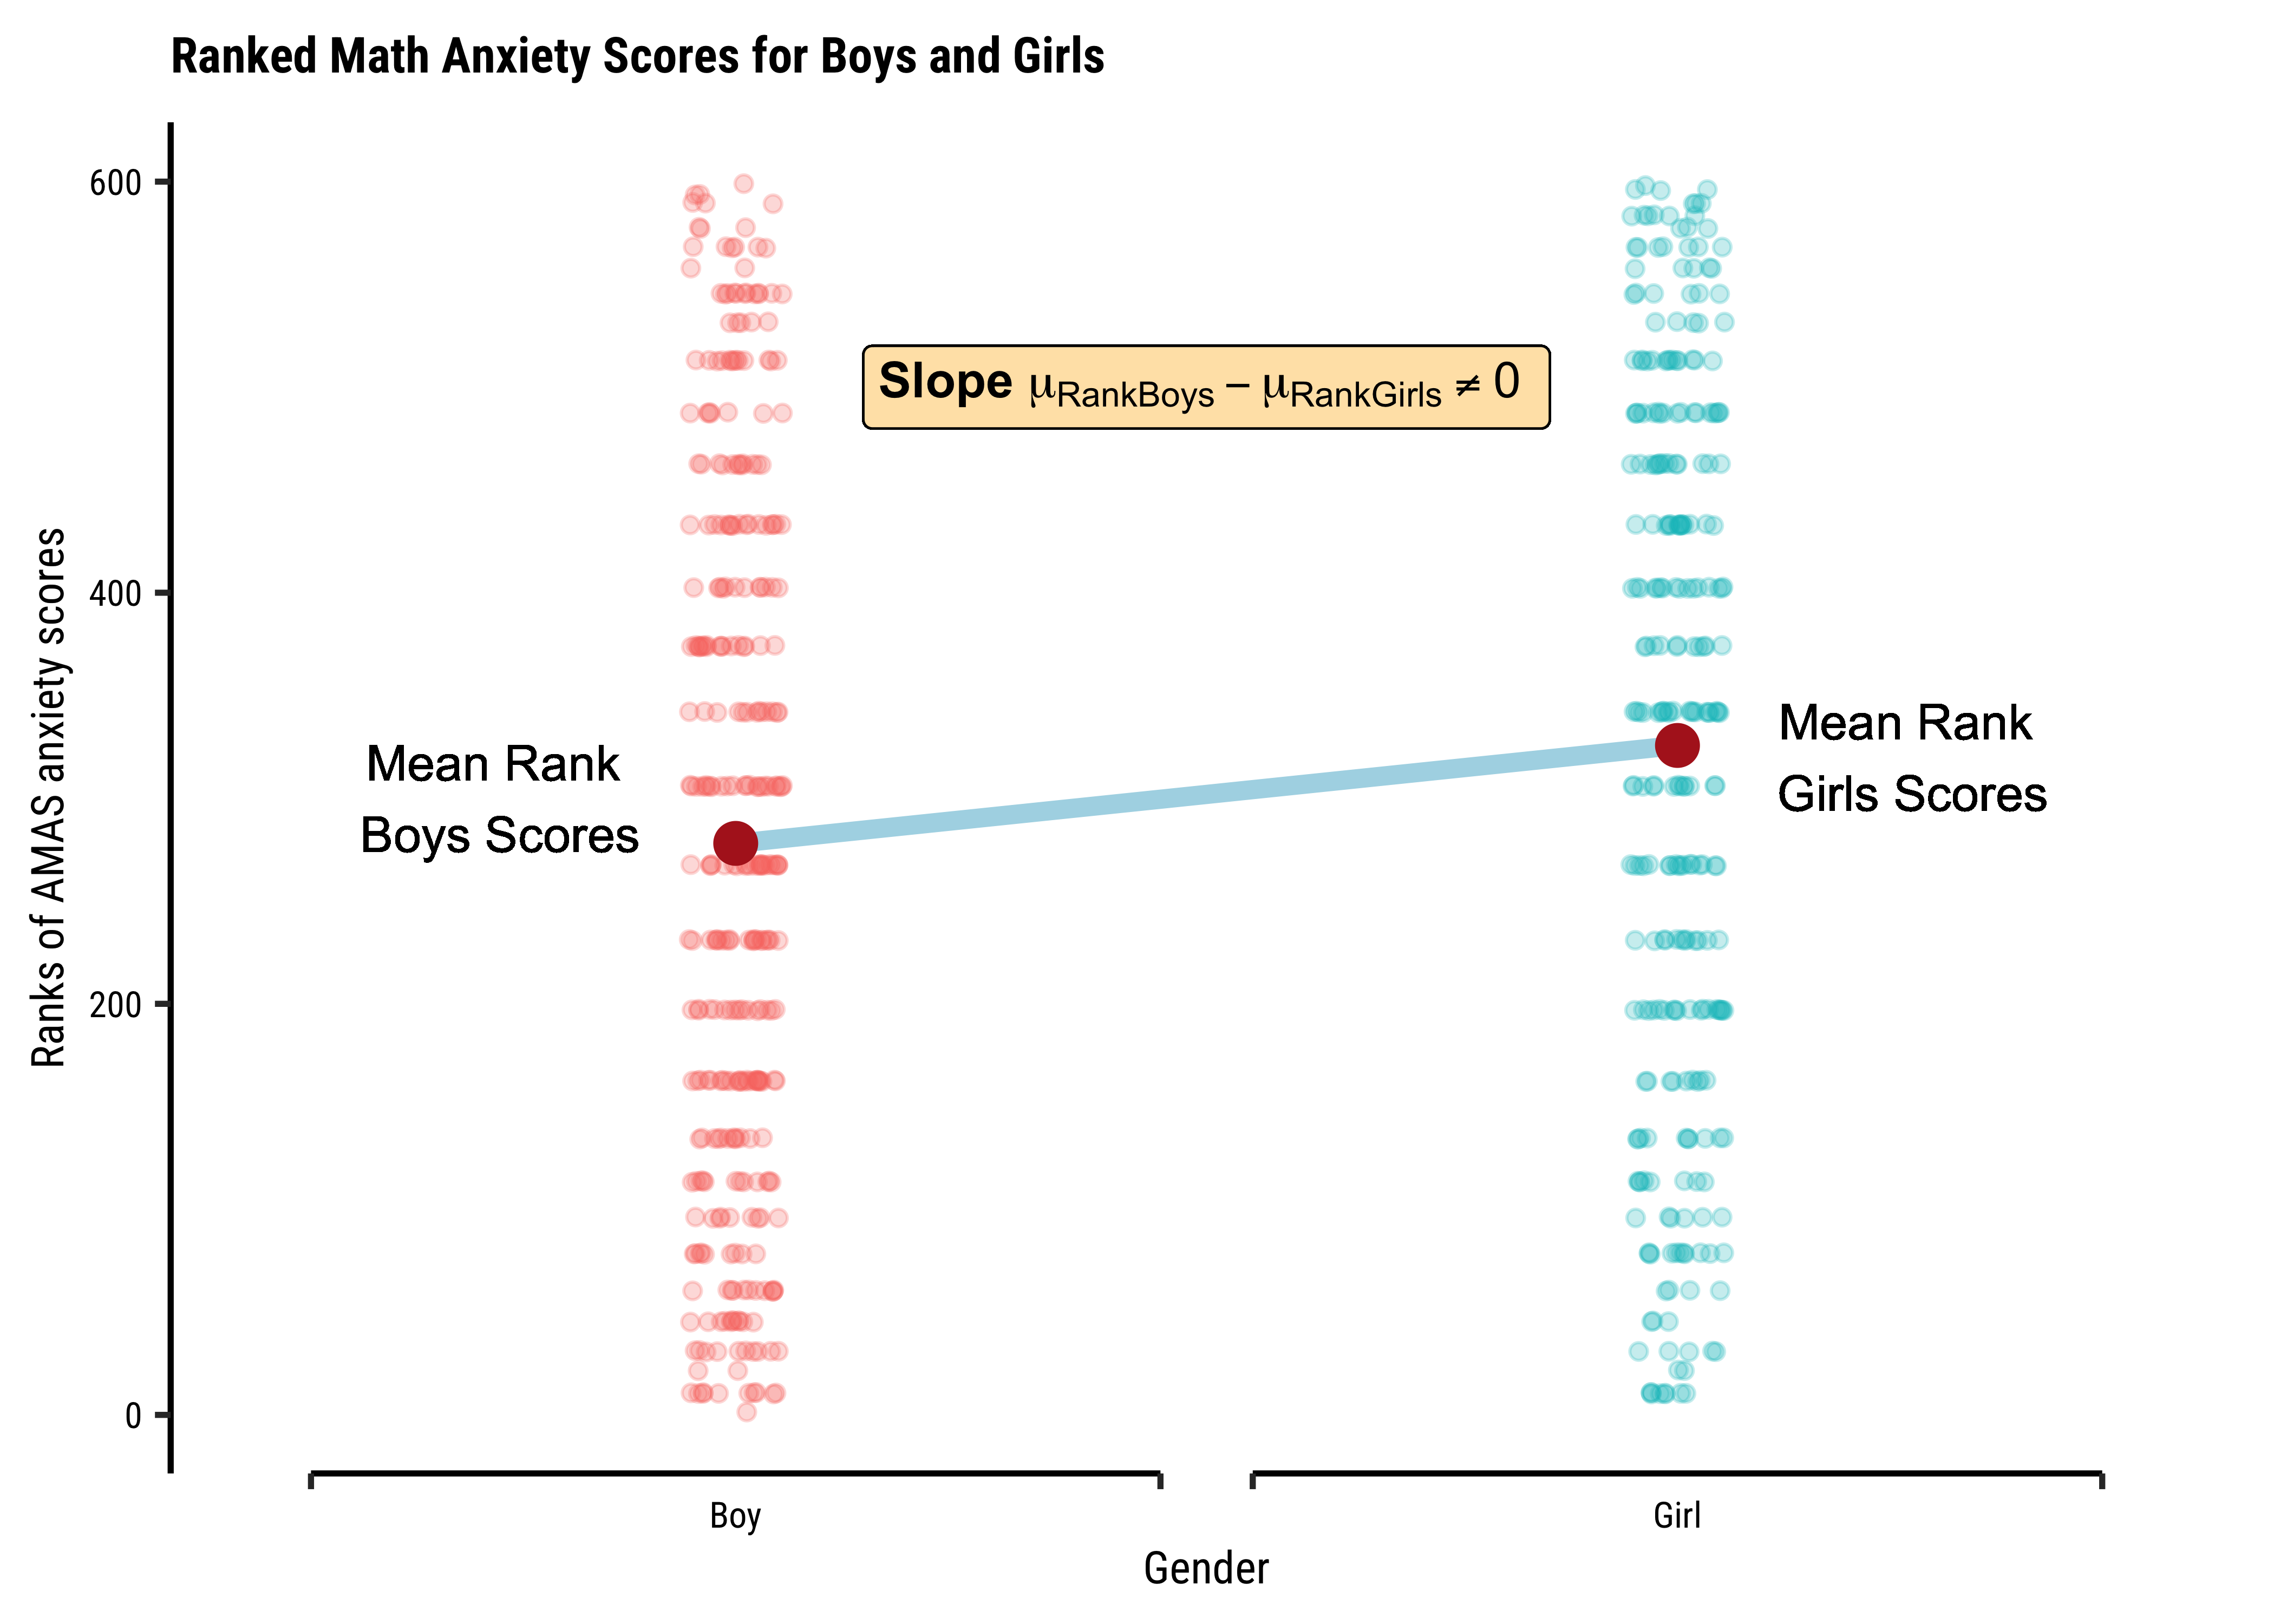 Ranked Math Anxiety Scores for Boys and Girls
600
400
200
0
Ranks of AMAS anxiety scores
Slope μRankBoys − μRankGirls ≠ 0
Mean Rank
Boys Scores
Mean Rank
Girls Scores
Boy
Girl
Gender